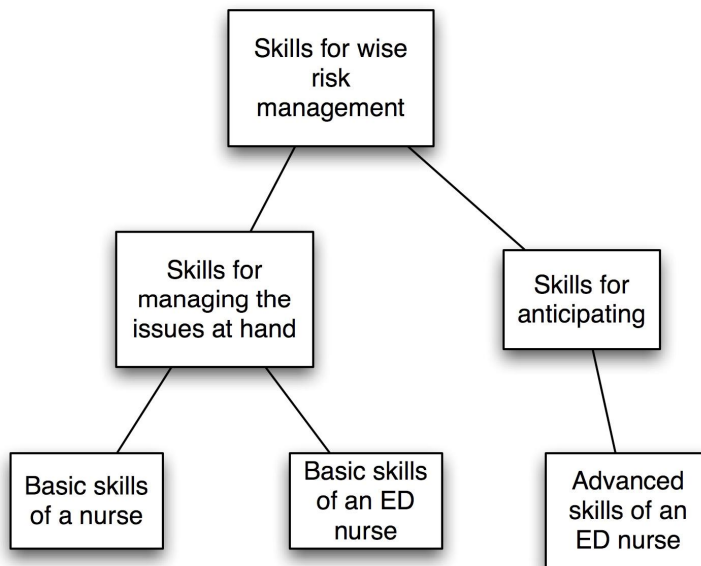 Skills for wise
risk
management
Skills for
managing the
issues at hand
Skills for
anticipating
Basic skills
of a nurse
Basic skills
of an ED
nurse
Advanced
skills of an
ED nurse